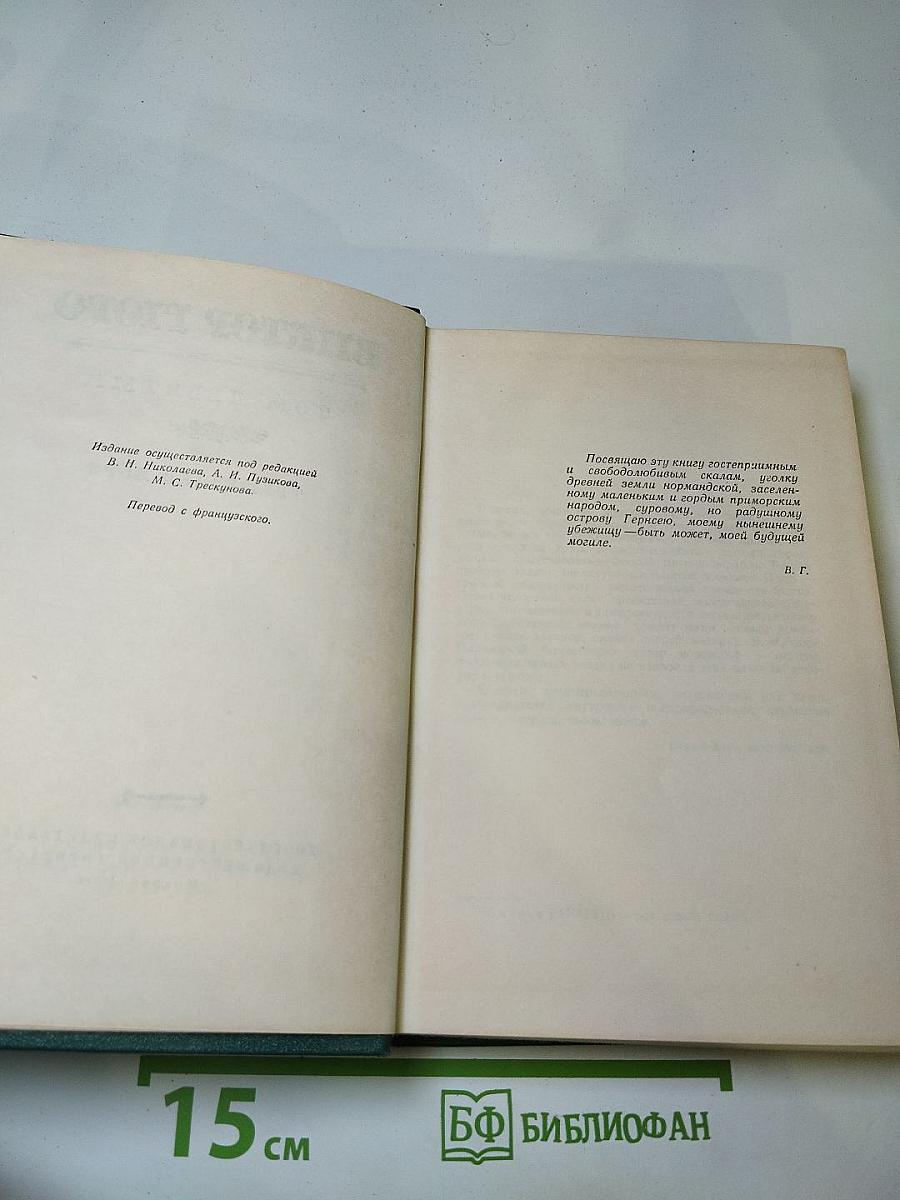 ВИКТОР ГЮГО
Издание осуществляется под редакцией
В. Н. Николаева, А. И. Пузикова,
М. С. Трескунова.
Перевод с французского.
Посвящаю эту книгу гостеприимным
и свободолюбивым скалам, уголку
древней земли нормандской, заселен-
ному маленьким и гордым приморским
народом, суровому, но радушному
острову Гернсею, моему нынешнему
убежищу — быть может, моей будущей
могиле.
В. Г.
15 см
БФ БИБЛИОФАН